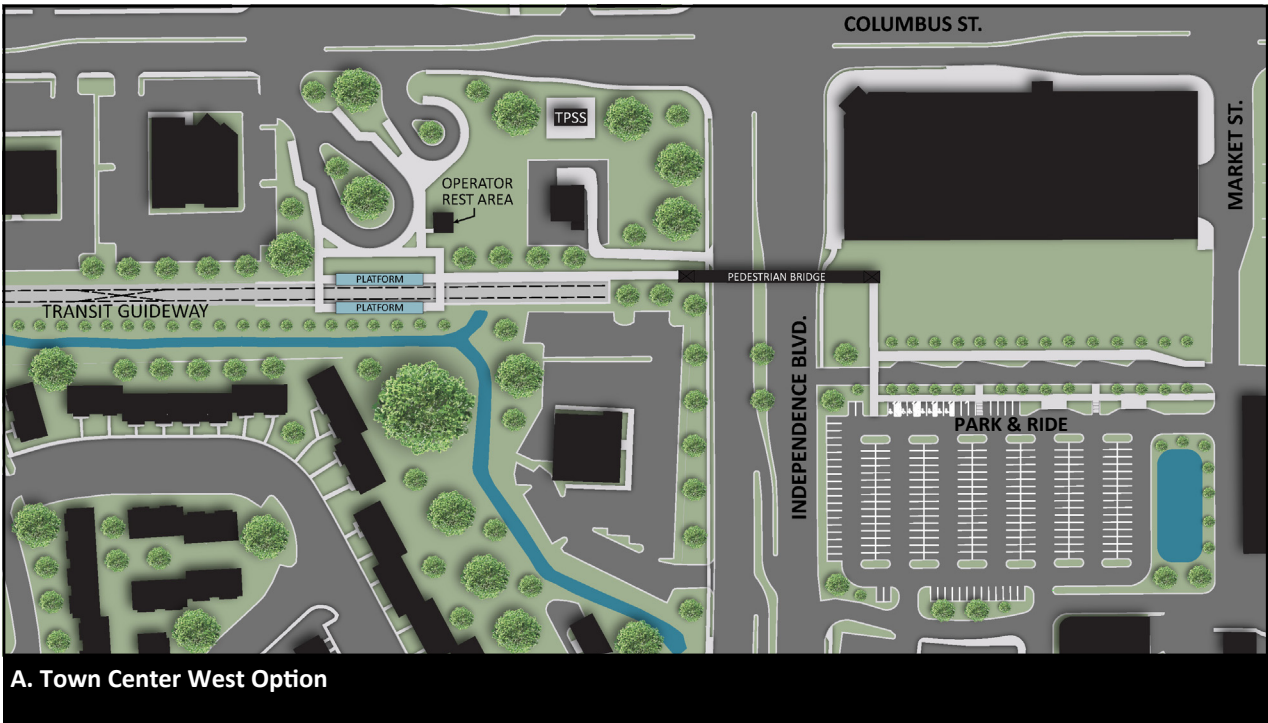 COLUMBUS ST.
MARKET ST.
TPSS
OPERATOR
REST AREA
PLATFORM
PEDESTRIAN BRIDGE
TRANSIT GUIDEWAY
PLATFORM
INDEPENDENCE BLVD.
PARK & RIDE
A. Town Center West Option